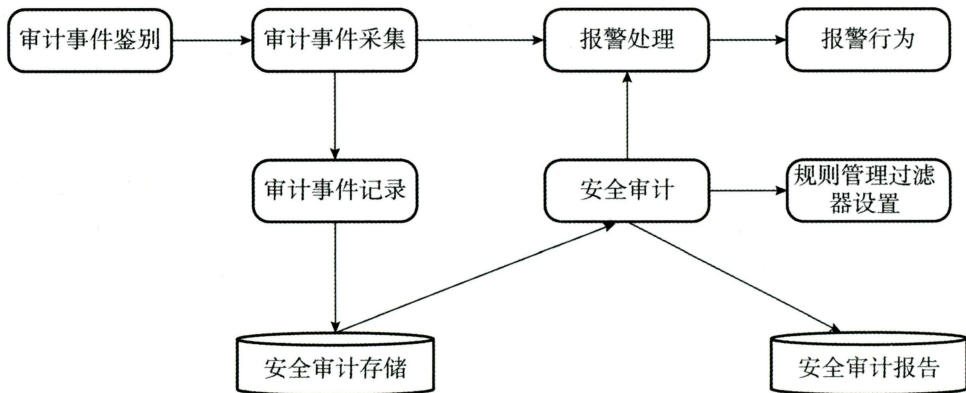 审计事件鉴别
审计事件采集
报警处理
报警行为
审计事件记录
安全审计
规则管理过滤
器设置
安全审计存储
安全审计报告